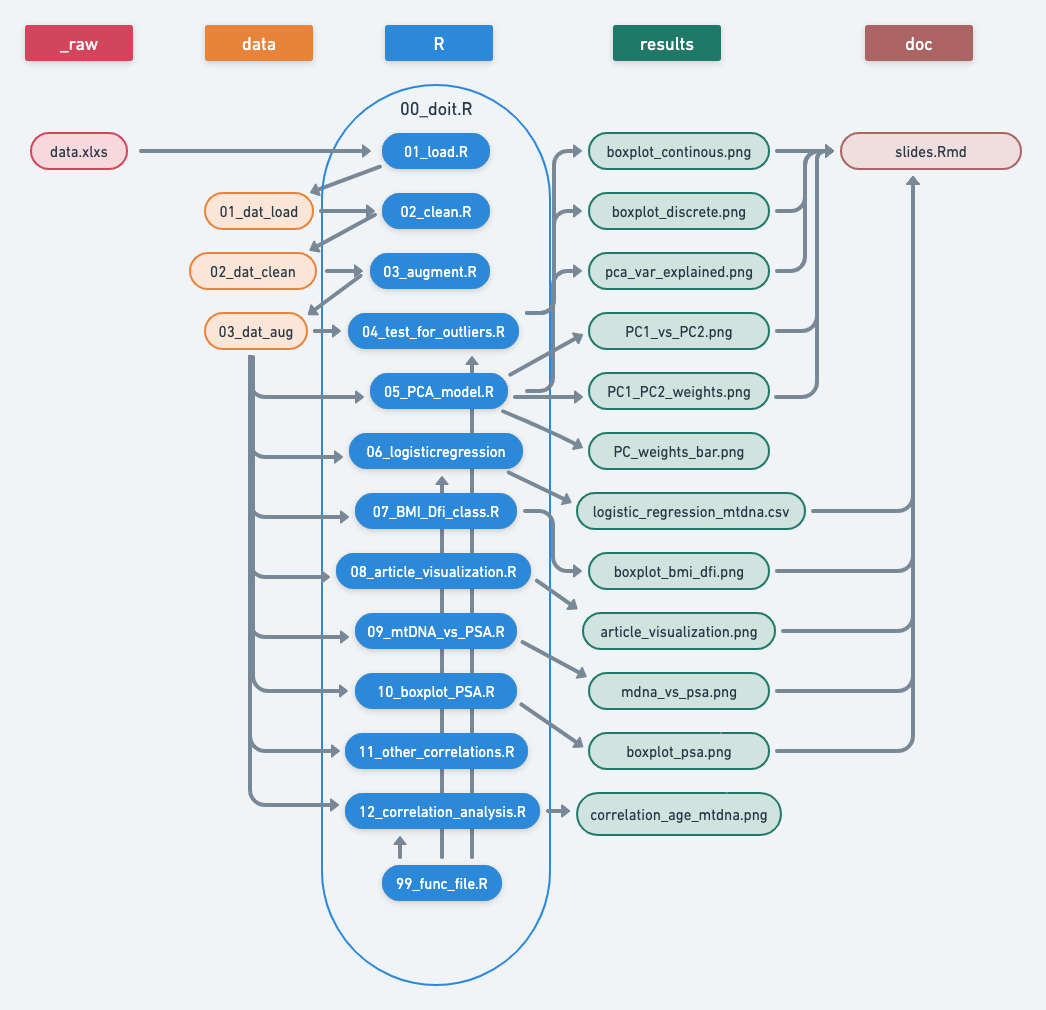 _raw
data
R
results
doc
00_doit.R
data.xlxs
01_load.R
boxplot_continous.png
slides.Rmd
01_dat_load
02_clean.R
boxplot_discrete.png
02_dat_clean
03_augment.R
pca_var_explained.png
03_dat_aug
04_test_for_outliers.R
PC1_vs_PC2.png
05_PCA_model.R
PC1_PC2_weights.png
06_logisticregression
PC_weights_bar.png
07_BMI_Dfi_class.R
logistic_regression_mtdna.csv
08_article_visualization.R
boxplot_bmi_dfi.png
09_mtDNA_vs_PSA.R
article_visualization.png
10_boxplot_PSA.R
mdna_vs_psa.png
11_other_correlations.R
boxplot_psa.png
12_correlation_analysis.R
correlation_age_mtdna.png
99_func_file.R